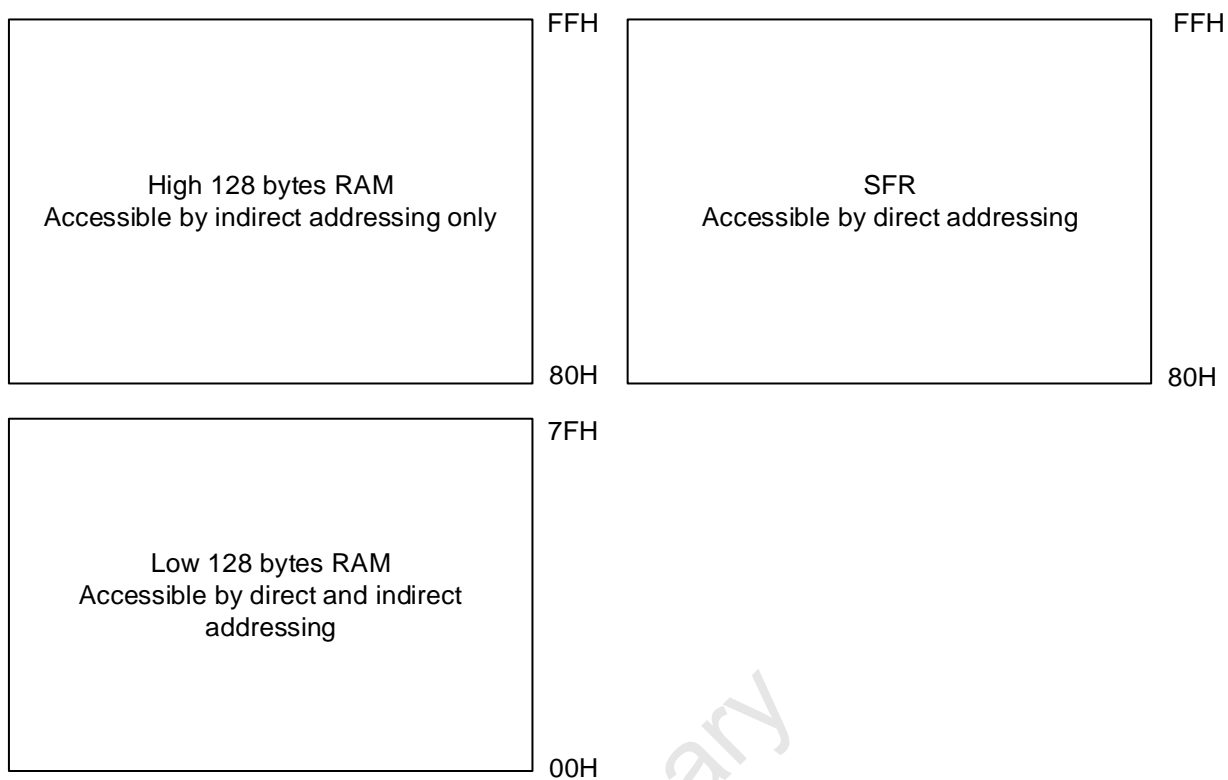 FFH
High 128 bytes RAM
Accessible by indirect addressing only
80H
FFH
SFR
Accessible by direct addressing
80H
7FH
Low 128 bytes RAM
Accessible by direct and indirect
addressing
00H
ary